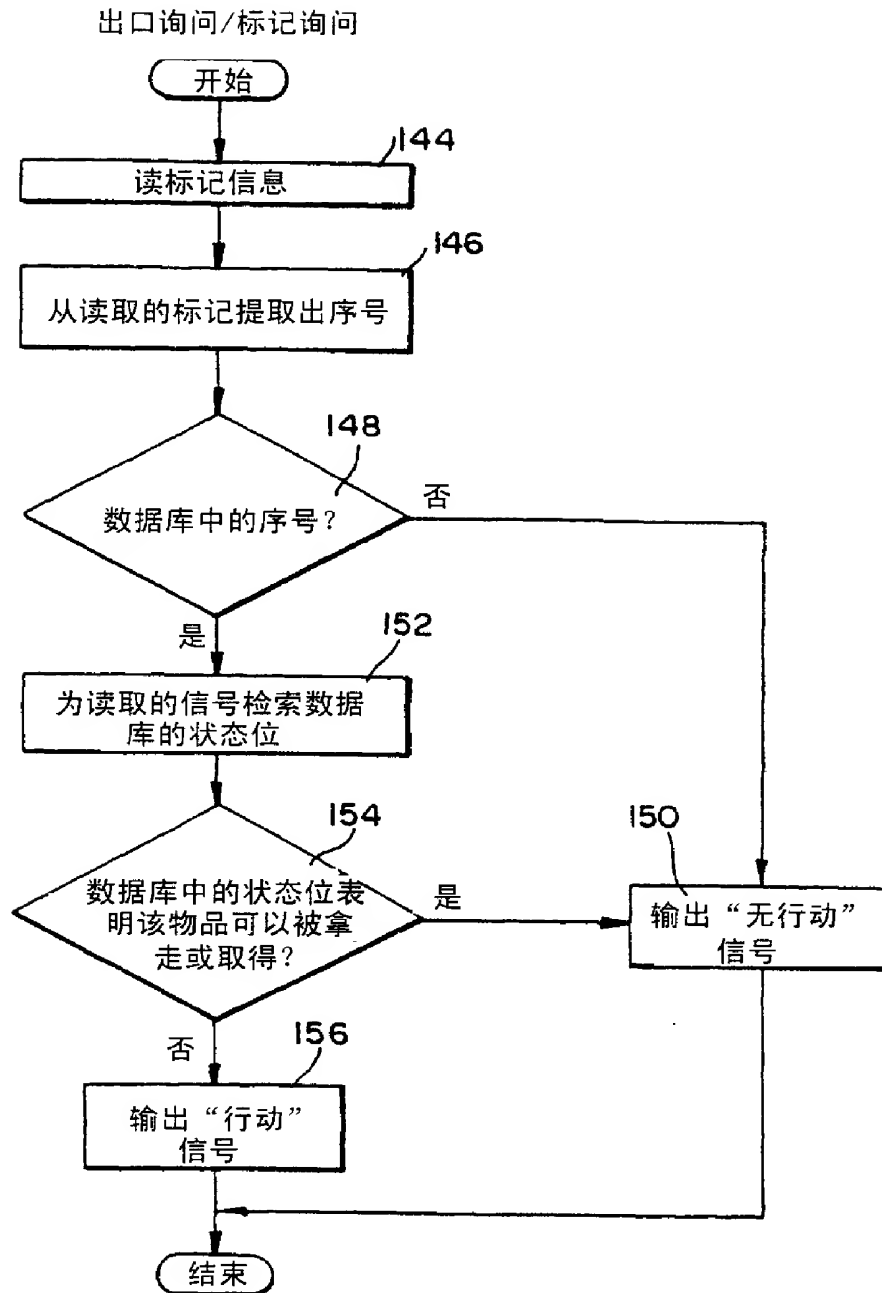 出口询问/标记询问
开始
144
读标记信息
146
从读取的标记提取出序号
148
数据库中的序号？
否
是
152
为读取的信号检索数据
库的状态位
154
数据库中的状态位表
明该物品可以被拿
走或取得？
是
150
输出“无行动”
信号
否
156
输出“行动”
信号
结束